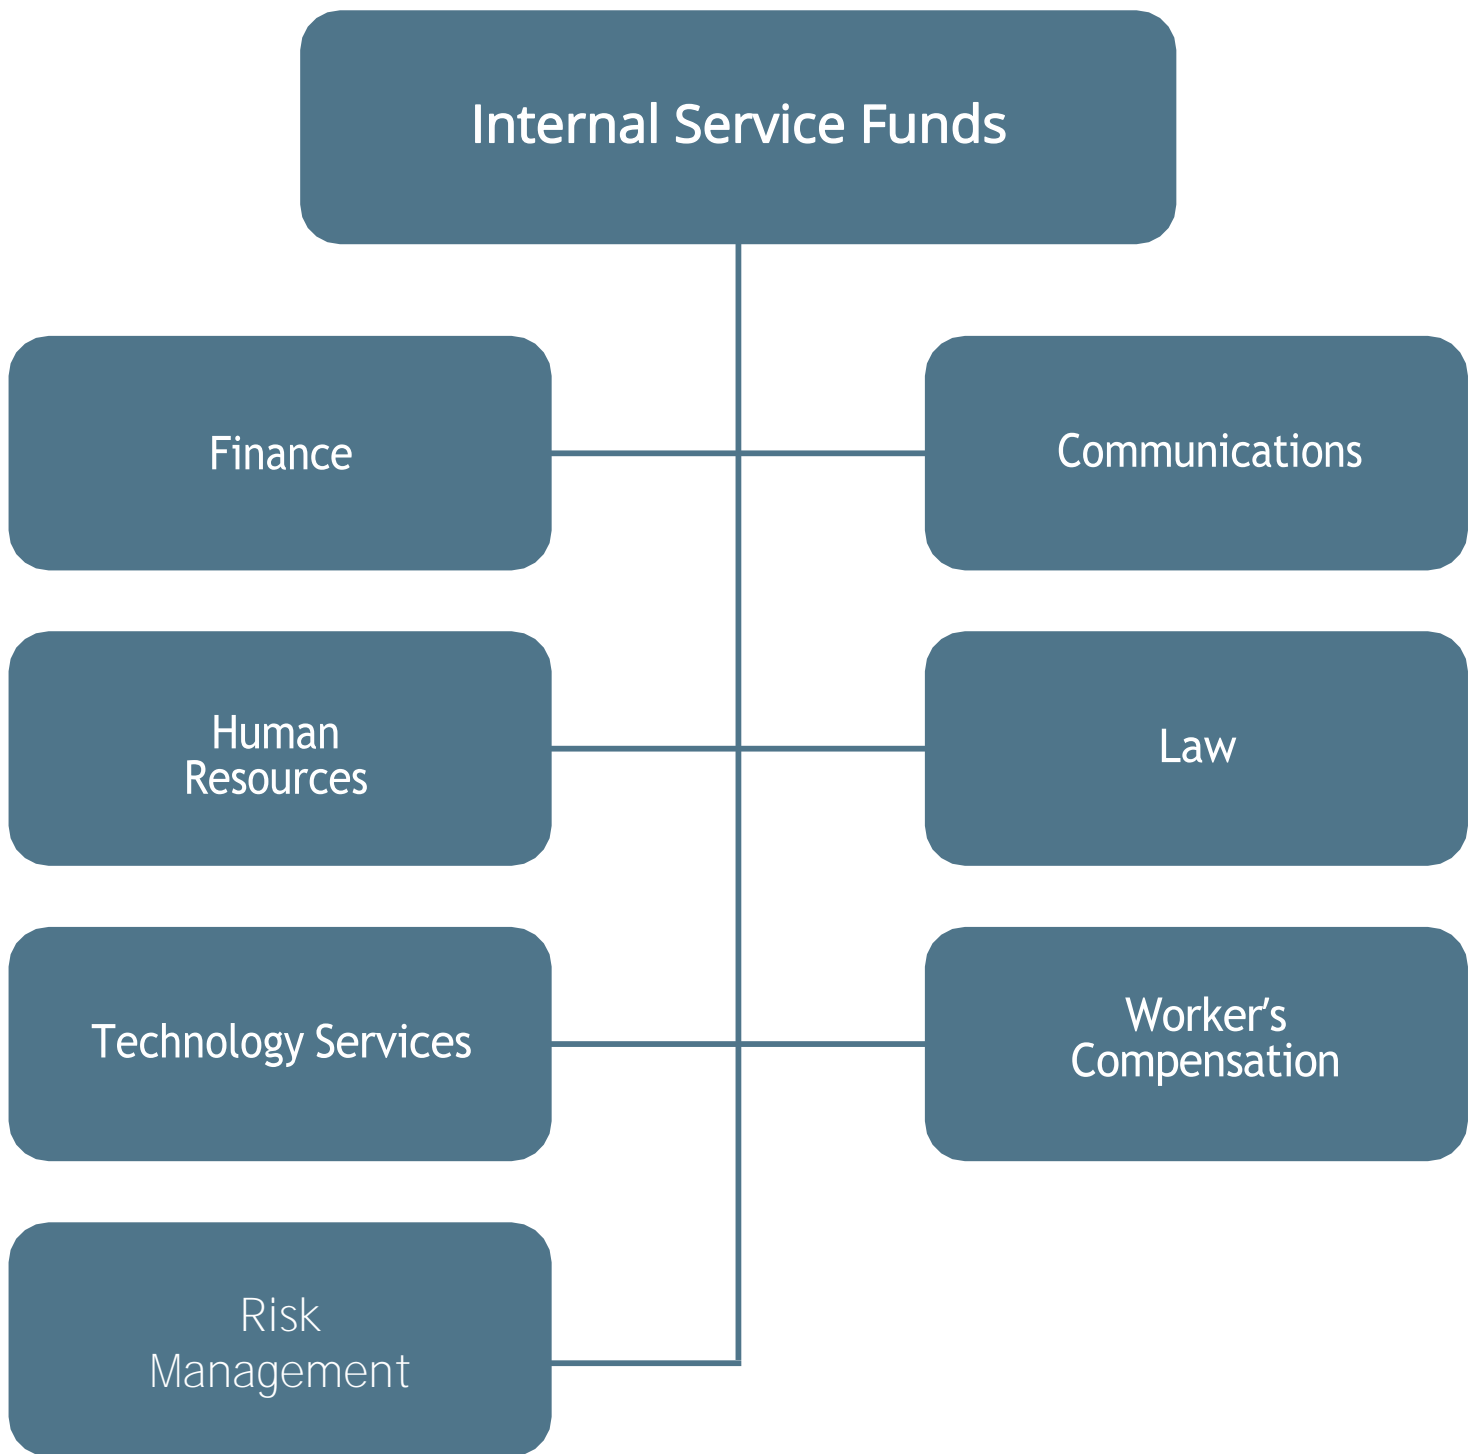 Internal Service Funds
Finance
Communications
Human
Resources
Law
Technology Services
Worker’s
Compensation
Risk
Management